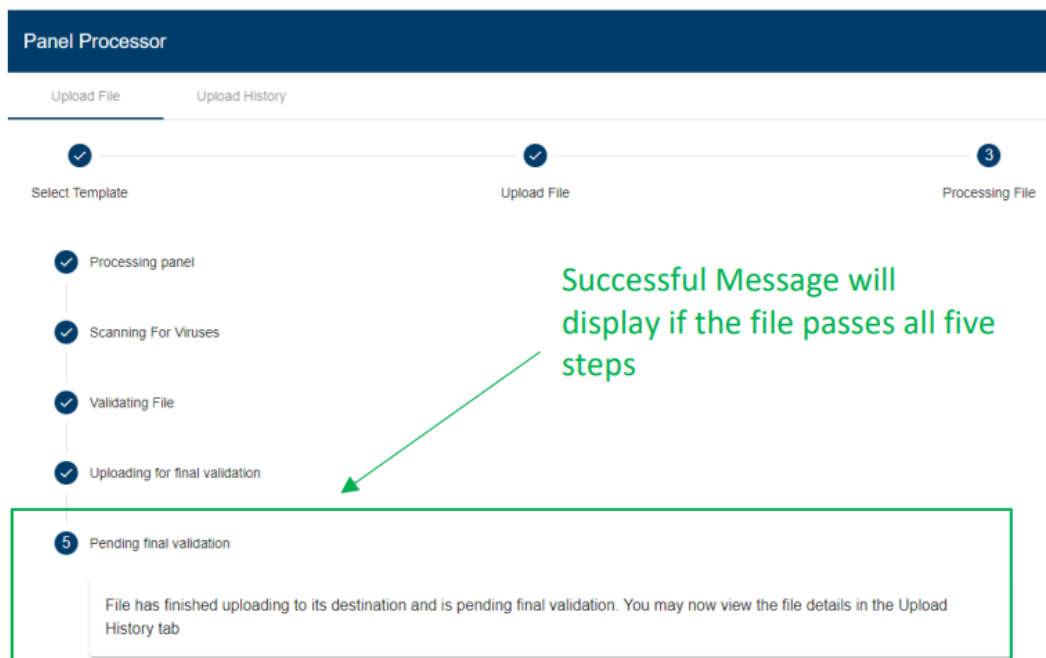 Panel Processor
Upload File Upload History
3
Select Template Upload File Processing File
Processing panel
Successful Message will
display if the file passes all five
steps
Scanning For Viruses
Validating File
Uploading for final validation
5 Pending final validation
File has finished uploading to its destination and is pending final validation. You may now view the file details in the Upload
History tab